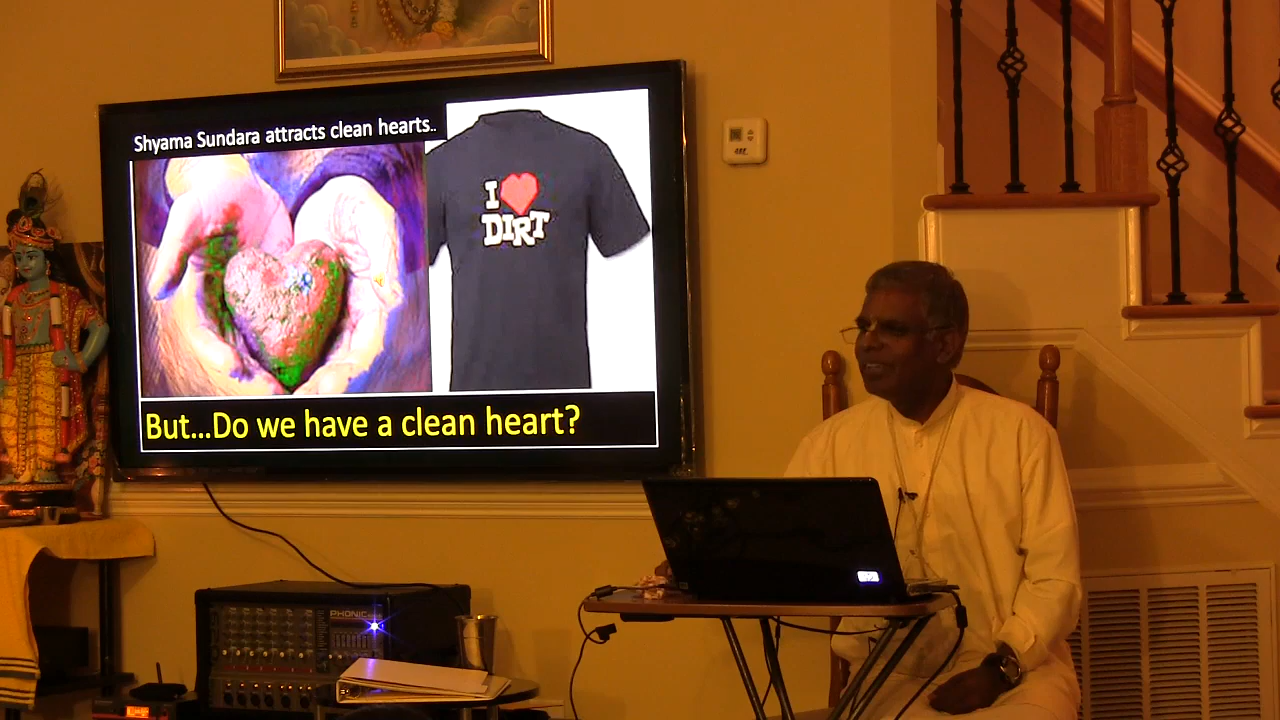 Shyama Sundara attracts clean hearts..
I
DIRT
But...Do we have a clean heart?
PHONIC